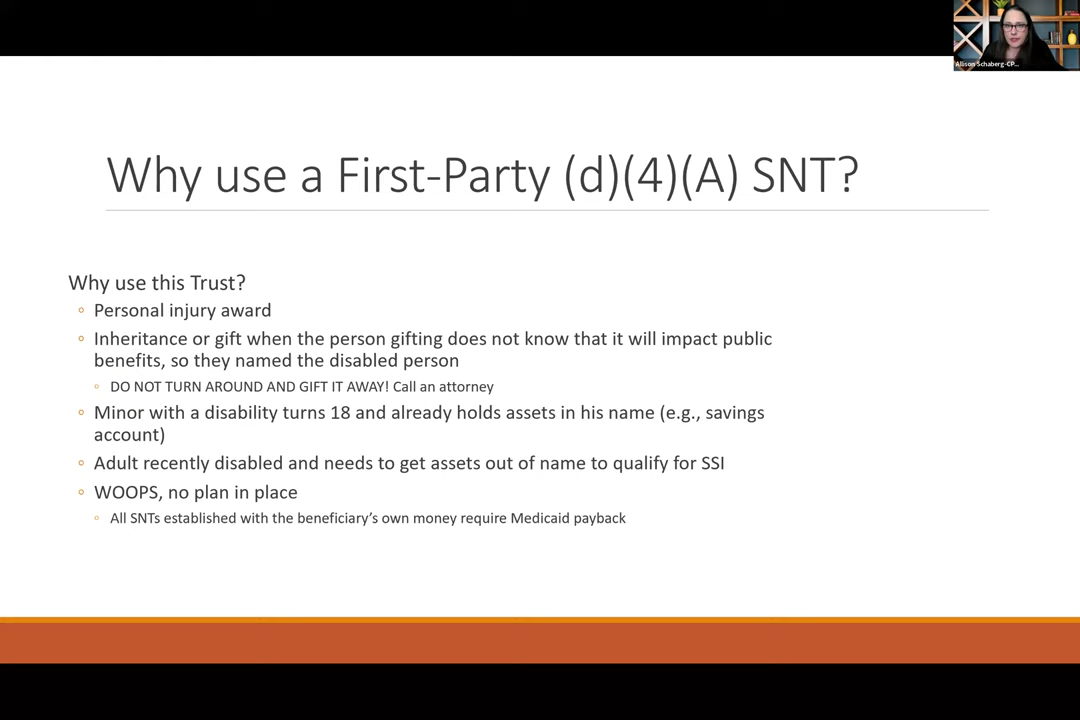 Allison Schaberg-CP...
Why use a First-Party (d)(4)(A) SNT?
Why use this Trust?
Personal injury award
Inheritance or gift when the person gifting does not know that it will impact public
benefits, so they named the disabled person
DO NOT TURN AROUND AND GIFT IT AWAY! Call an attorney
Minor with a disability turns 18 and already holds assets in his name (e.g., savings
account)
Adult recently disabled and needs to get assets out of name to qualify for SSI
WOOPS, no plan in place
All SNTs established with the beneficiary's own money require Medicaid payback